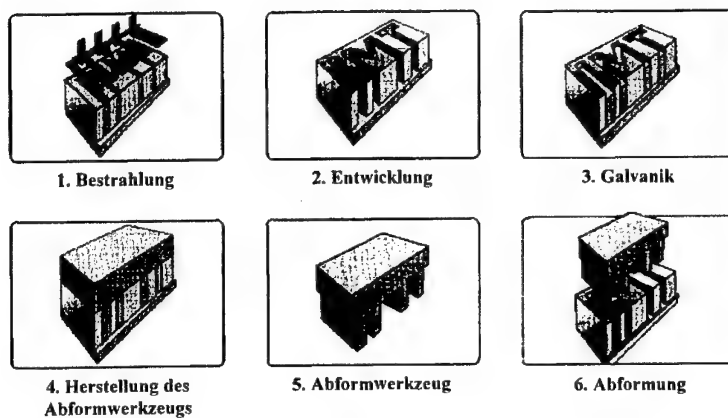 1. Bestrahlung
2. Entwicklung
3. Galvanik
4. Herstellung des
Abformwerkzeugs
5. Abformwerkzeug
6. Abformung